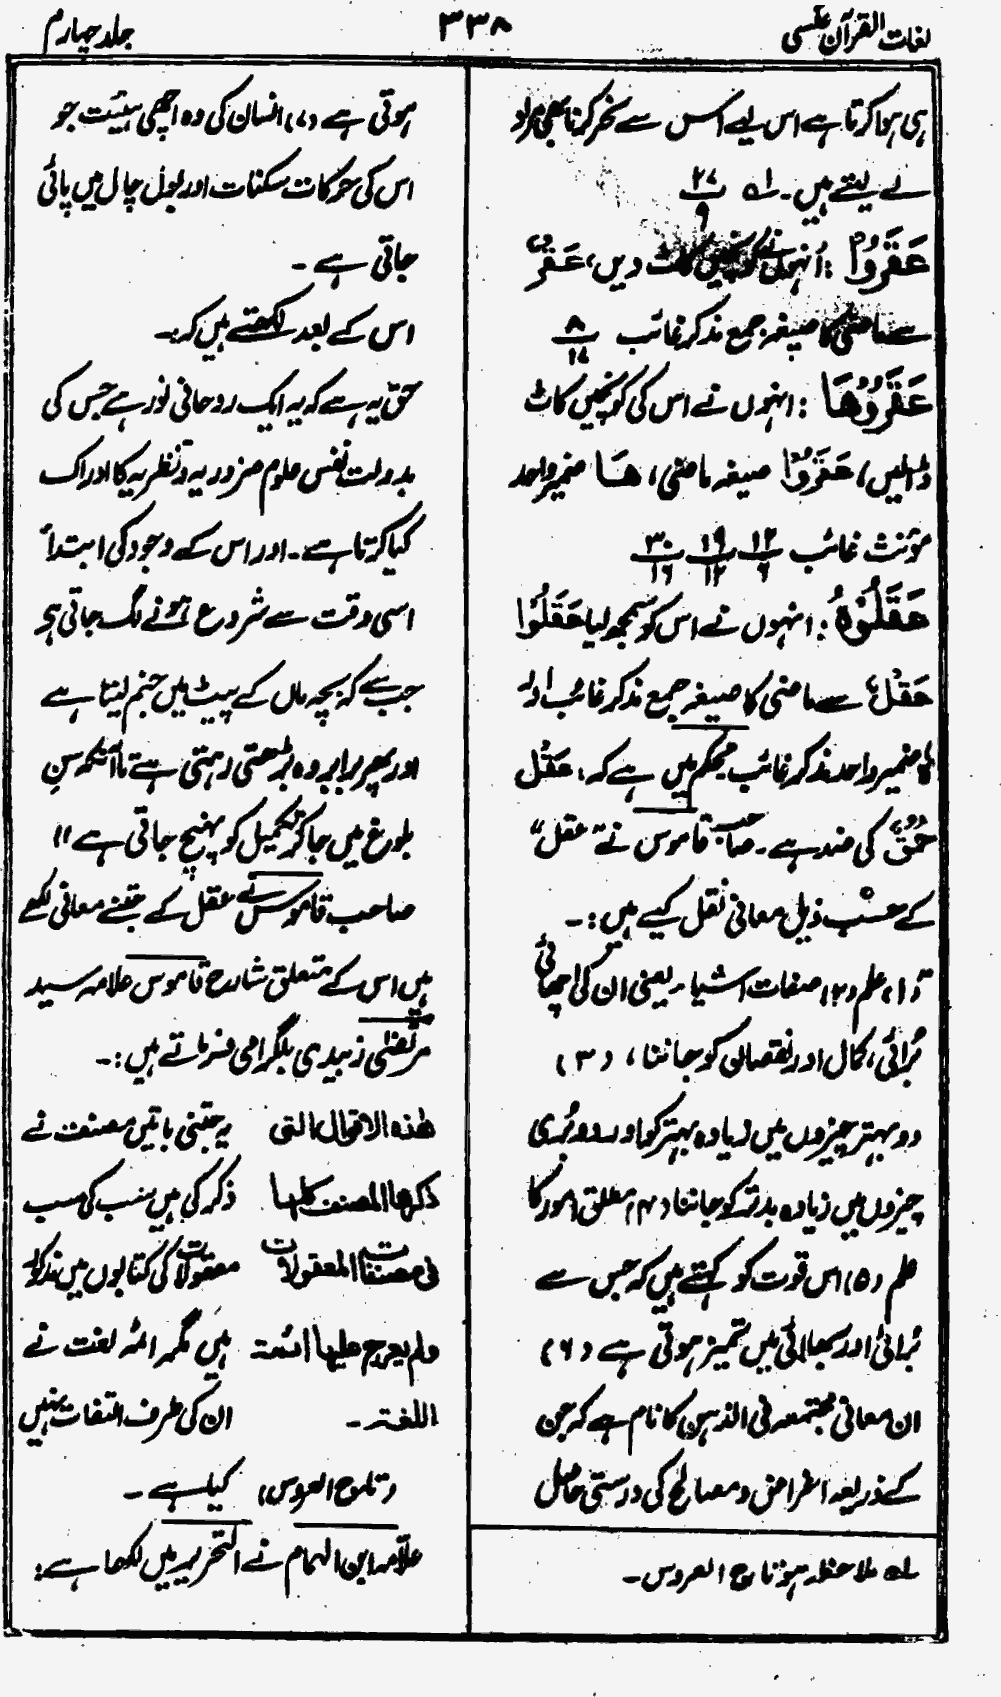 لغات القرآن عکسی
۳۳۸
جلد چہارم
ہی ہوا کرتا ہے اس لیے اس سے نحر کرنا بھی مراد
لے لیتے ہیں۔ لہ ۲۷/۹
عَقَرُوْا : اُنہوں نے کونچیں کاٹ دیں، عَقْرٌ
سے ماضی کا صیغہ جمع مذکر غائب ۸/۱۷
عَقَرُوْهَا : انہوں نے اس کی کونچیں کاٹ
ڈالیں، عَقَرُوْا صیغہ ماضی، هَا ضمیر واحد
مؤنث غائب ۱۲/۶ ۱۹/۱۲ ۳۰/۱۶
عَقَلُوْهُ : انہوں نے اس کو سمجھ لیا عَقَلُوْا
عَقْلٌ سے ماضی کا صیغہ جمع مذکر غائب اور
ہٗ ضمیر واحد مذکر غائب محکم میں ہے کہ: عَقْل
حُمْقٌ کی ضد ہے۔ صاحب قاموس نے عقل"
کے حسب ذیل معانی نقل کیے ہیں :۔
(۱) علم (۲) صفات اشیاء یعنی ان کی اچھائی
بُرائی، کمال اور نقصان کو جاننا، (۳)
دو بہتر چیزوں میں زیادہ بہتر کو اور دو بُری
چیزوں میں زیادہ بدتر کو جاننا (۴) مطلق امور کا
علم (۵) اس قوت کو کہتے ہیں کہ جس سے
بُرائی اور بھلائی میں تمیز ہوتی ہے (۶)
ان معانی مجتمعہ فی الذہن کا نام ہے کہ جن
کے ذریعہ اغراض و مصالح کی درستی حاصل
لہ ملاحظہ ہو تاج العروس۔
ہوتی ہے (۷) انسان کی وہ اچھی ہیئت جو
اس کی حرکات سکنات اور بول چال میں پائی
جاتی ہے۔
اس کے بعد لکھتے ہیں کہ:۔
حق یہ ہے کہ یہ ایک روحانی نور ہے جس کی
بدولت نفس علوم ضروریہ و نظریہ کا ادراک
کیا کرتا ہے۔ اور اس کے وجود کی ابتدا
اسی وقت سے شروع ہونے لگ جاتی ہے
جب سے کہ بچہ ماں کے پیٹ میں جنم لیتا ہے
اور پھر برابر وہ بڑھتی رہتی ہے تا آنکہ سنِ
بلوغ میں جا کر تکمیل کو پہنچ جاتی ہے "
صاحب قاموس نے عقل کے جتنے معانی لکھے
ہیں اس کے متعلق شارح قاموس علامہ سید
مرتضٰی زبیدی بلگرامی فرماتے ہیں :۔
هٰذه الاقوال التی یہ جتنی باتیں مصنف نے
ذکرها المصنف کلها ذکر کی ہیں سب کی سب
فی مصنفات المعقولات معقولات کی کتابوں میں مذکور
ولم یعرج علیها ائمة ہیں مگر ائمہ لغت نے
اللغة۔ ان کی طرف التفات نہیں
(تاج العروس) کیا ہے۔
علّامہ ابن الہمام نے التحریر میں لکھا ہے: